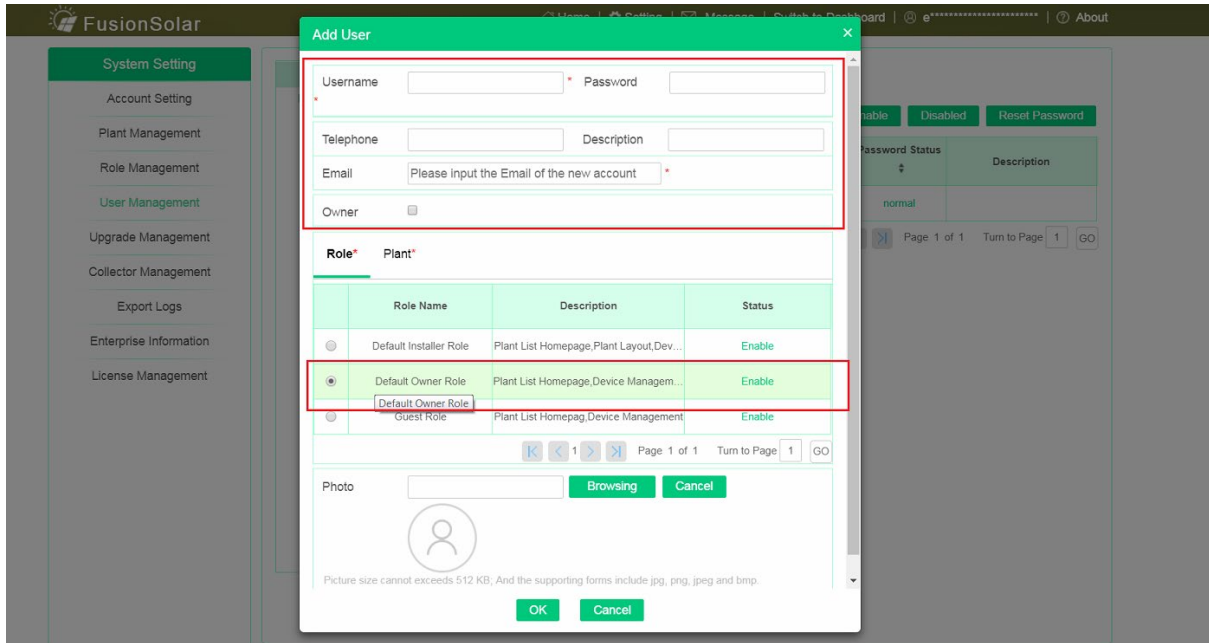 FusionSolar
Home | Setting | Message | Switch to Dashboard | e************************ | About
Add User ×
System Setting
Account Setting
Plant Management
Role Management
User Management
Upgrade Management
Collector Management
Export Logs
Enterprise Information
License Management
Username * Password
*
Telephone Description
Email Please input the Email of the new account *
Owner
Role* Plant*
Role Name Description Status
Default Installer Role Plant List Homepage,Plant Layout,Dev... Enable
Default Owner Role Plant List Homepage,Device Managem... Enable
Default Owner Role
Guest Role Plant List Homepag,Device Management Enable
1 Page 1 of 1 Turn to Page 1 GO
Photo Browsing Cancel
Picture size cannot exceeds 512 KB; And the supporting forms include jpg, png, jpeg and bmp.
OK Cancel
nable Disabled Reset Password
Password Status Description
normal
Page 1 of 1 Turn to Page 1 GO